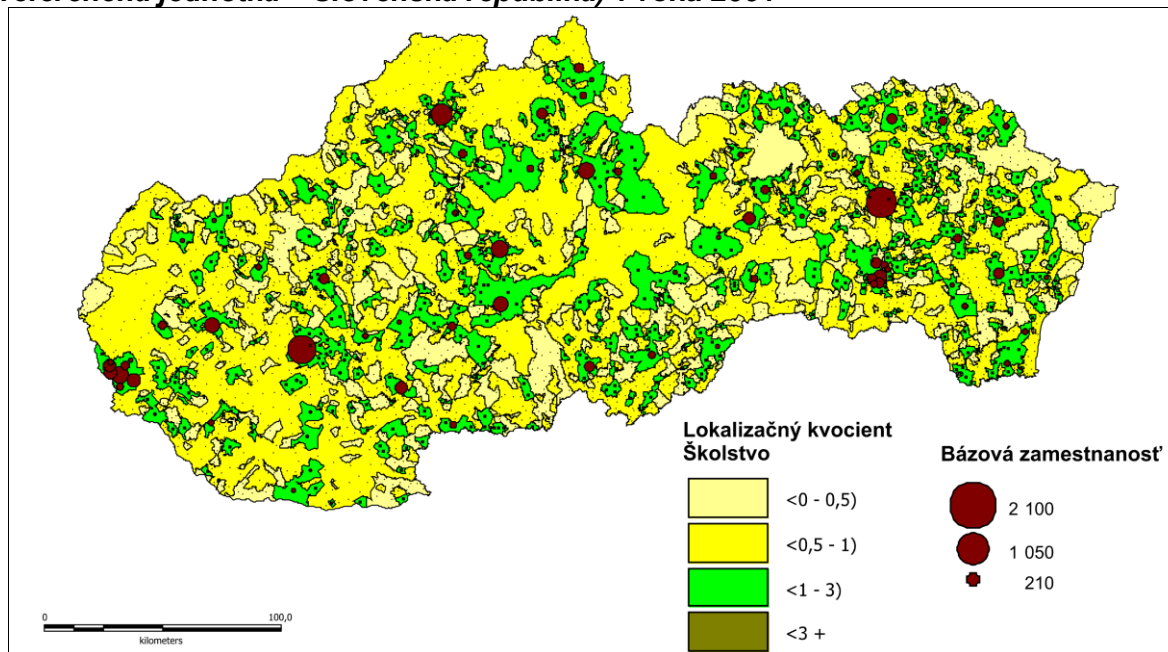 Lokalizačný kvocient
Školstvo
<0 - 0,5)
<0,5 - 1)
<1 - 3)
<3 +
Bázová zamestnanosť
2 100
1 050
210
0
100,0
kilometers